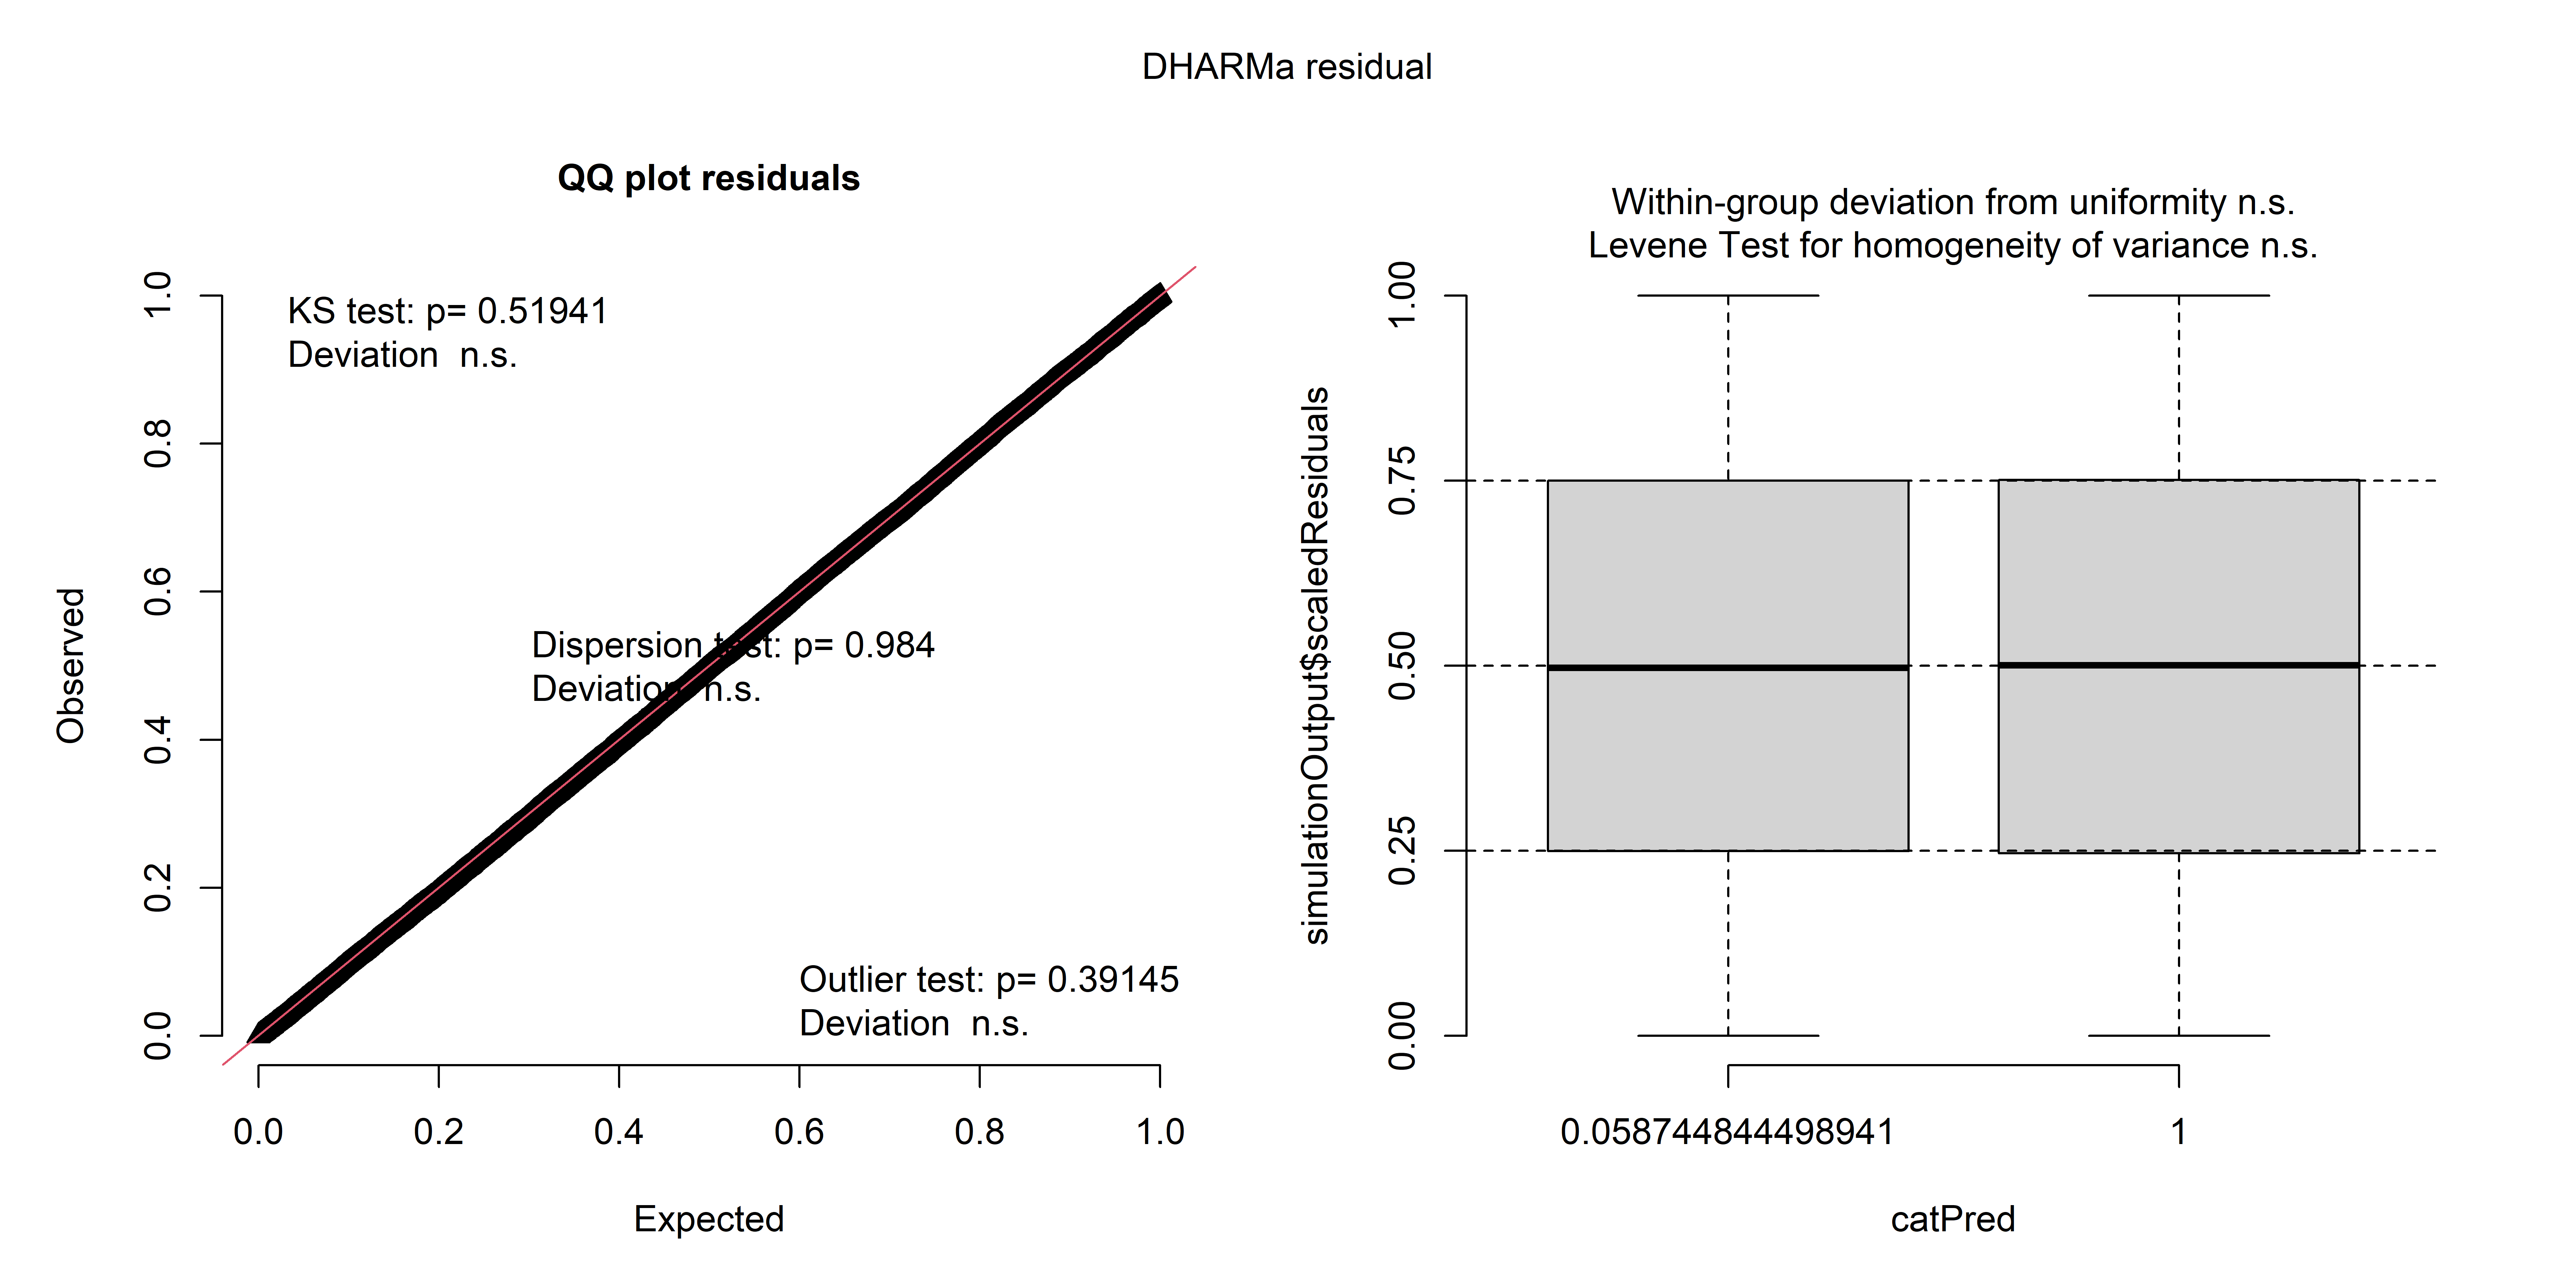 DHARMa residual
QQ plot residuals
KS test: p= 0.51941
Deviation  n.s.
Dispersion test: p= 0.984
Deviation  n.s.
Outlier test: p= 0.39145
Deviation  n.s.
Observed
1.0
0.8
0.6
0.4
0.2
0.0
0.0 0.2 0.4 0.6 0.8 1.0
Expected
Within-group deviation from uniformity n.s.
Levene Test for homogeneity of variance n.s.
simulationOutput$scaledResiduals
1.00
0.75
0.50
0.25
0.00
0.058744844498941 1
catPred